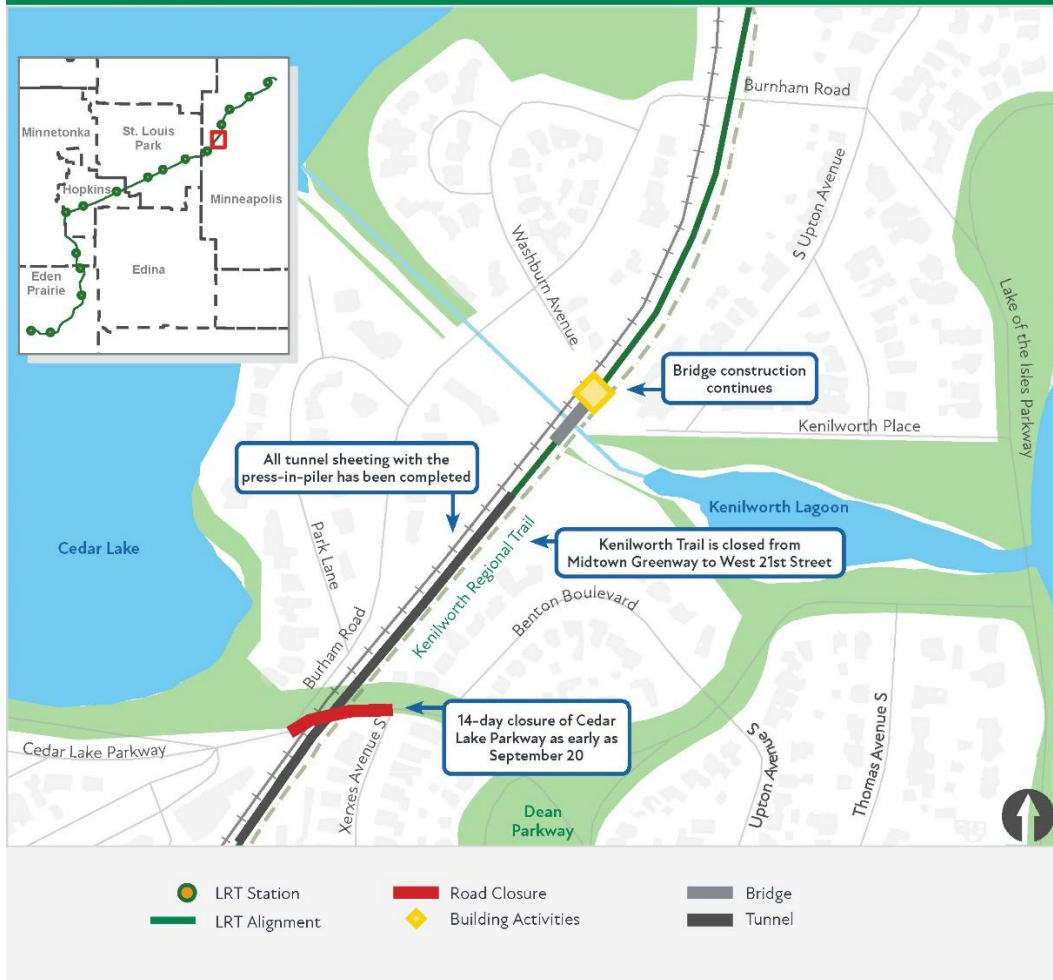 Minnetonka
St. Louis
Park
Hopkins
Minneapolis
Eden
Prairie
Edina
Burnham Road
S Upton Avenue
Washburn Avenue
Lake of the Isles Parkway
Bridge construction
continues
Kenilworth Place
All tunnel sheeting with the
press-in-piler has been completed
Kenilworth Lagoon
Cedar Lake
Park Lane
Kenilworth Regional Trail
Kenilworth Trail is closed from
Midtown Greenway to West 21st Street
Benton Boulevard
Burham Road
14-day closure of Cedar
Lake Parkway as early as
September 20
Cedar Lake Parkway
Xerxes Avenue S
Upton Avenue S
Thomas Avenue S
Dean
Parkway
LRT Station
Road Closure
Bridge
LRT Alignment
Building Activities
Tunnel